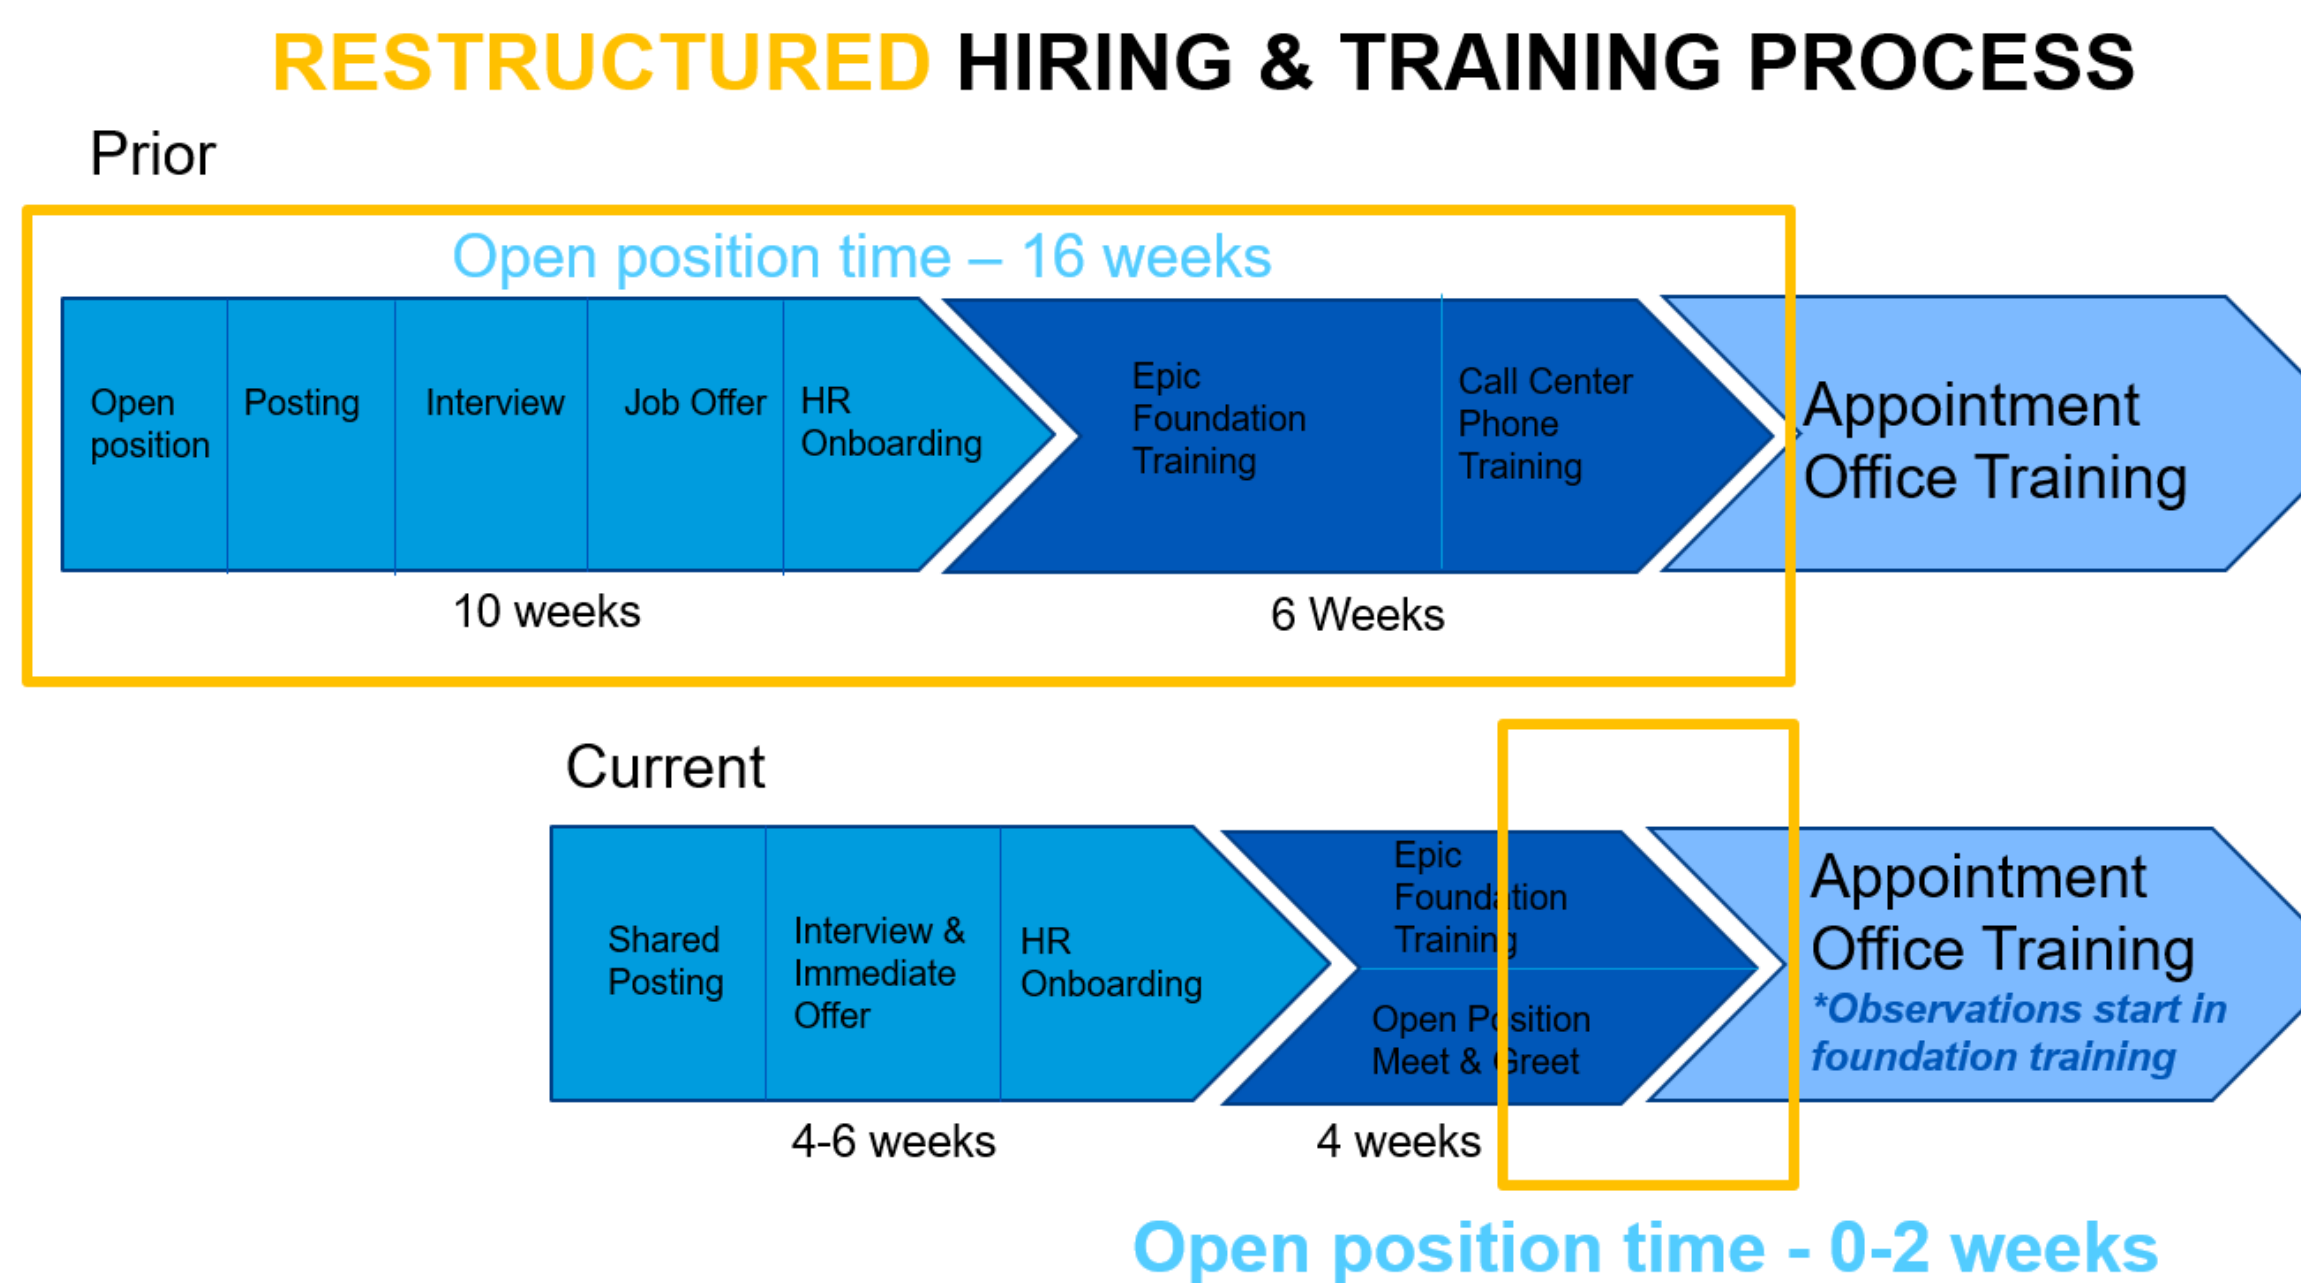 RESTRUCTURED HIRING & TRAINING PROCESS
Prior
Open position time – 16 weeks
Open
position
Posting
Interview
Job Offer
HR
Onboarding
Epic
Foundation
Training
Call Center
Phone
Training
Appointment
Office Training
10 weeks
6 Weeks
Current
Shared
Posting
Interview &
Immediate
Offer
HR
Onboarding
Epic
Foundation
Training
Open Position
Meet & Greet
Appointment
Office Training
*Observations start in
foundation training
4-6 weeks
4 weeks
Open position time - 0-2 weeks